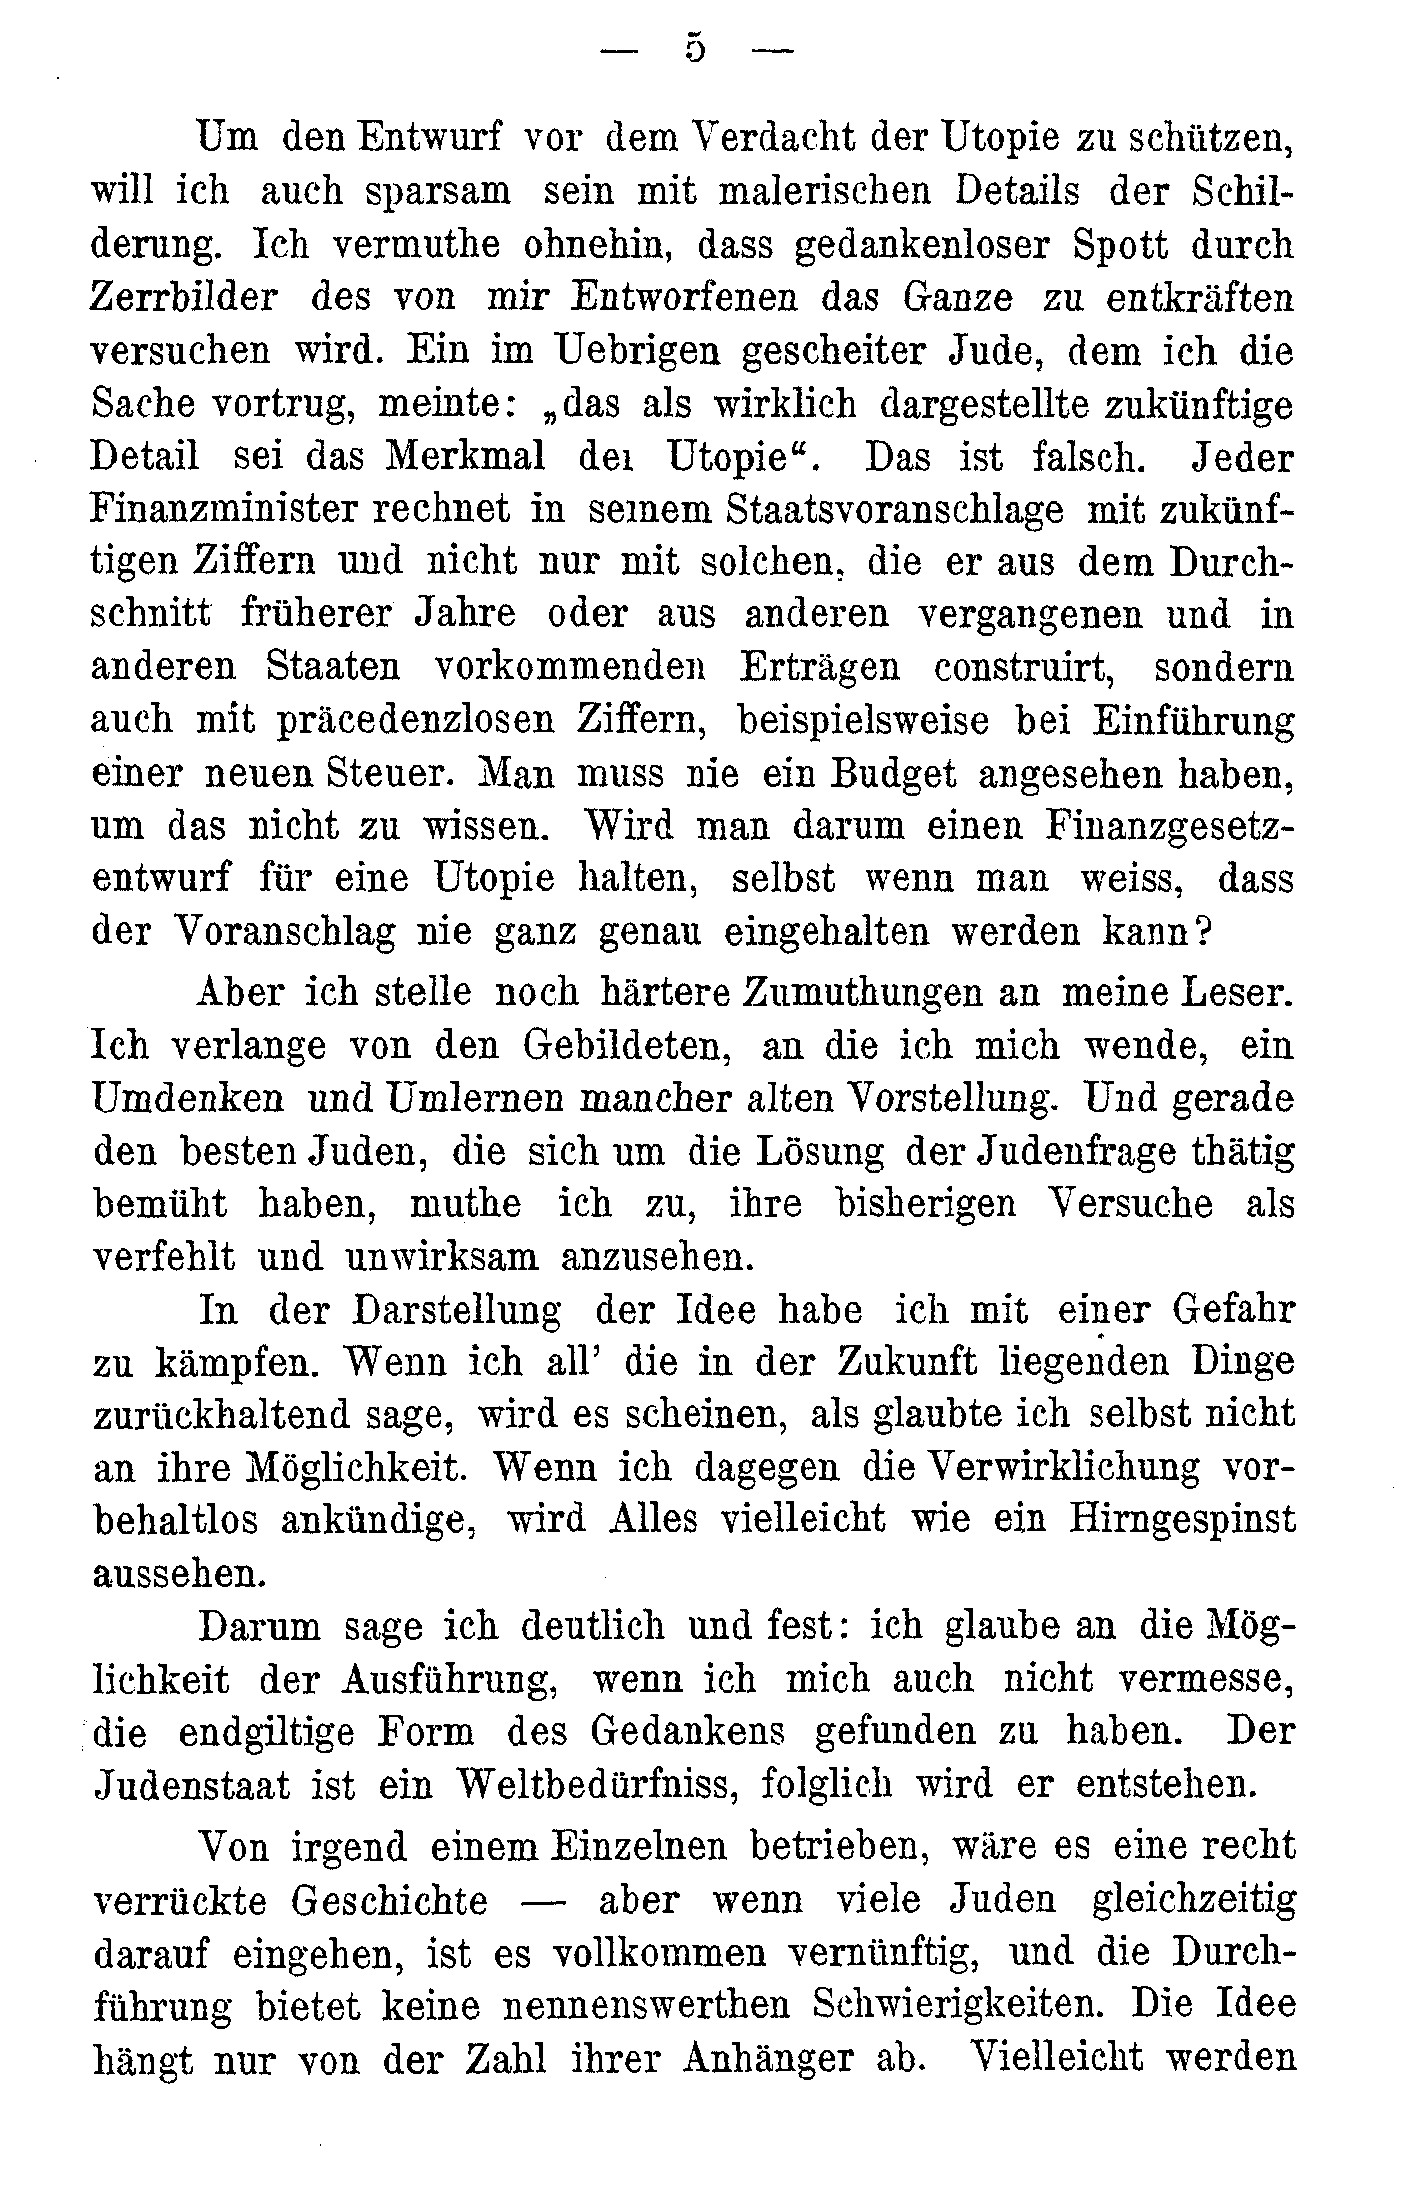 — 5 —
Um den Entwurf vor dem Verdacht der Utopie zu schützen,
will ich auch sparsam sein mit malerischen Details der Schil-
derung. Ich vermuthe ohnehin, dass gedankenloser Spott durch
Zerrbilder des von mir Entworfenen das Ganze zu entkräften
versuchen wird. Ein im Uebrigen gescheiter Jude, dem ich die
Sache vortrug, meinte: „das als wirklich dargestellte zukünftige
Detail sei das Merkmal der Utopie“. Das ist falsch. Jeder
Finanzminister rechnet in seinem Staatsvoranschlage mit zukünf-
tigen Ziffern und nicht nur mit solchen, die er aus dem Durch-
schnitt früherer Jahre oder aus anderen vergangenen und in
anderen Staaten vorkommenden Erträgen construirt, sondern
auch mit präcedenzlosen Ziffern, beispielsweise bei Einführung
einer neuen Steuer. Man muss nie ein Budget angesehen haben,
um das nicht zu wissen. Wird man darum einen Finanzgesetz-
entwurf für eine Utopie halten, selbst wenn man weiss, dass
der Voranschlag nie ganz genau eingehalten werden kann?
Aber ich stelle noch härtere Zumuthungen an meine Leser.
Ich verlange von den Gebildeten, an die ich mich wende, ein
Umdenken und Umlernen mancher alten Vorstellung. Und gerade
den besten Juden, die sich um die Lösung der Judenfrage thätig
bemüht haben, muthe ich zu, ihre bisherigen Versuche als
verfehlt und unwirksam anzusehen.
In der Darstellung der Idee habe ich mit einer Gefahr
zu kämpfen. Wenn ich all’ die in der Zukunft liegenden Dinge
zurückhaltend sage, wird es scheinen, als glaubte ich selbst nicht
an ihre Möglichkeit. Wenn ich dagegen die Verwirklichung vor-
behaltlos ankündige, wird Alles vielleicht wie ein Hirngespinst
aussehen.
Darum sage ich deutlich und fest: ich glaube an die Mög-
lichkeit der Ausführung, wenn ich mich auch nicht vermesse,
die endgiltige Form des Gedankens gefunden zu haben. Der
Judenstaat ist ein Weltbedürfniss, folglich wird er entstehen.
Von irgend einem Einzelnen betrieben, wäre es eine recht
verrückte Geschichte — aber wenn viele Juden gleichzeitig
darauf eingehen, ist es vollkommen vernünftig, und die Durch-
führung bietet keine nennenswerthen Schwierigkeiten. Die Idee
hängt nur von der Zahl ihrer Anhänger ab. Vielleicht werden